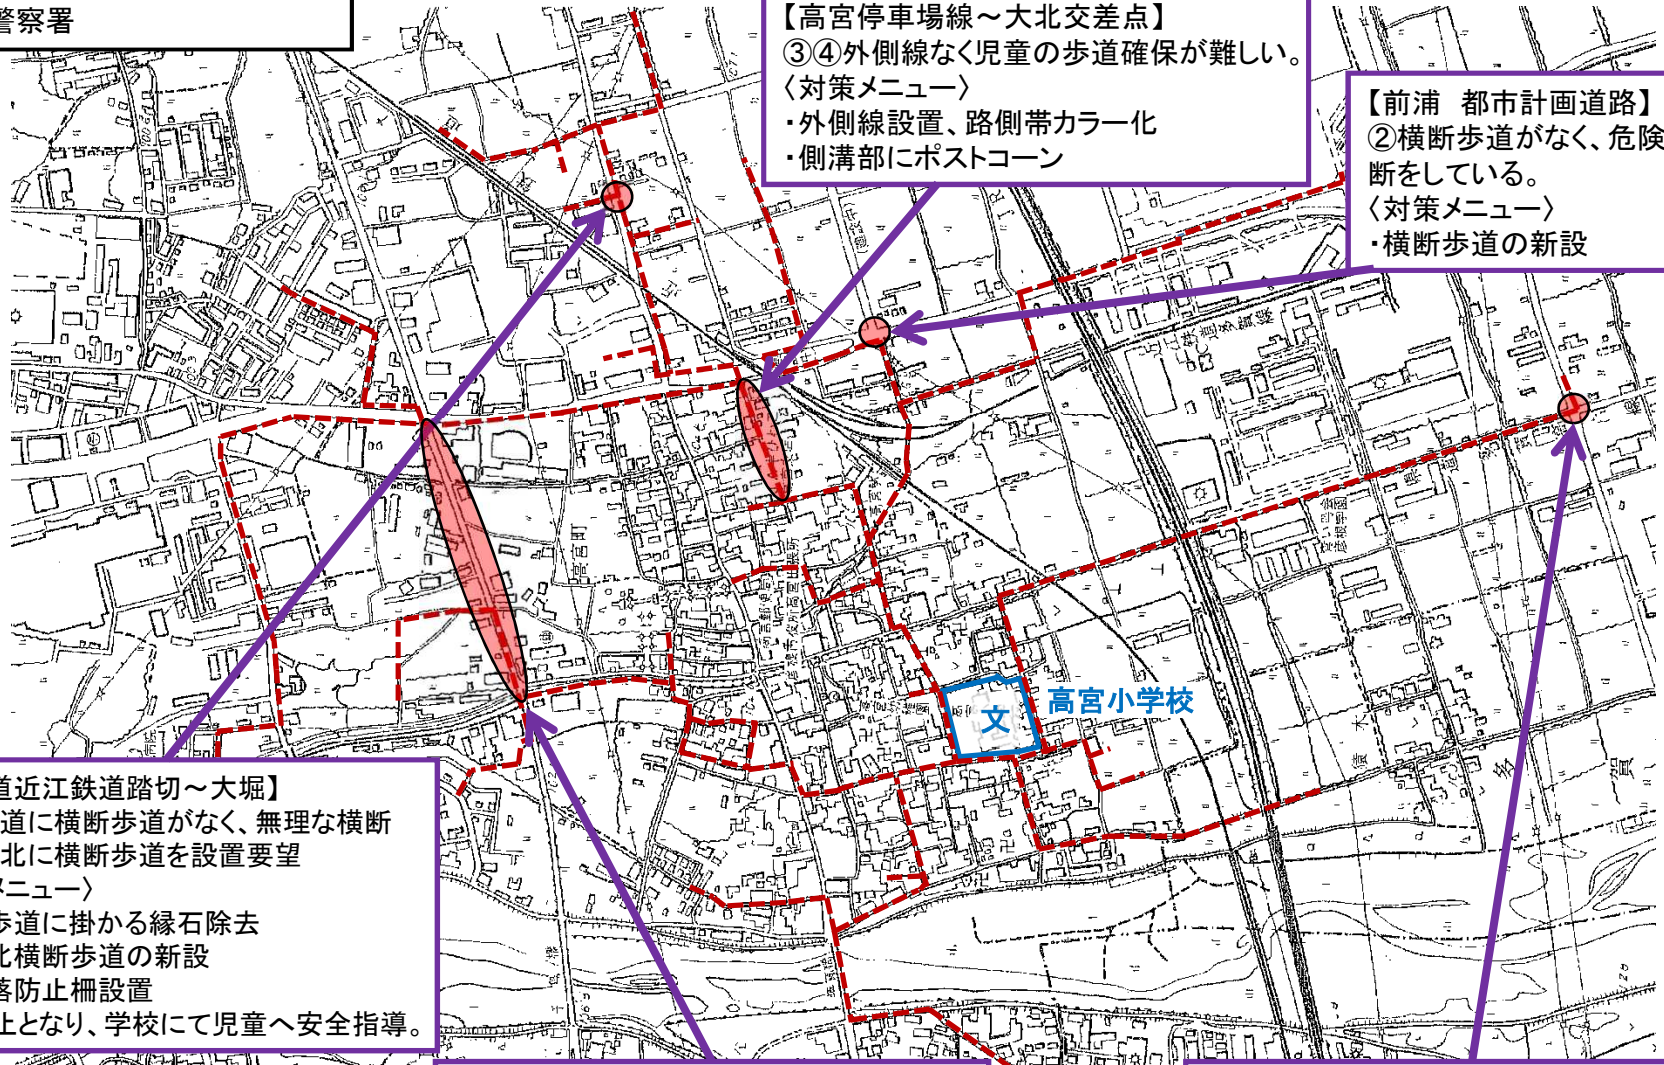 警察署
【高宮停車場線～大北交差点】
③④外側線なく児童の歩道確保が難しい。
〈対策メニュー〉
・外側線設置、路側帯カラー化
・側溝部にポストコーン
【前浦　都市計画道路】
②横断歩道がなく、危険
断をしている。
〈対策メニュー〉
・横断歩道の新設
高宮町
高宮小学校
文
道近江鉄道踏切～大堀】
道に横断歩道がなく、無理な横断
北に横断歩道を設置要望
メニュー〉
歩道に掛かる縁石除去
北横断歩道の新設
落防止柵設置
止となり、学校にて児童へ安全指導。
多
賀